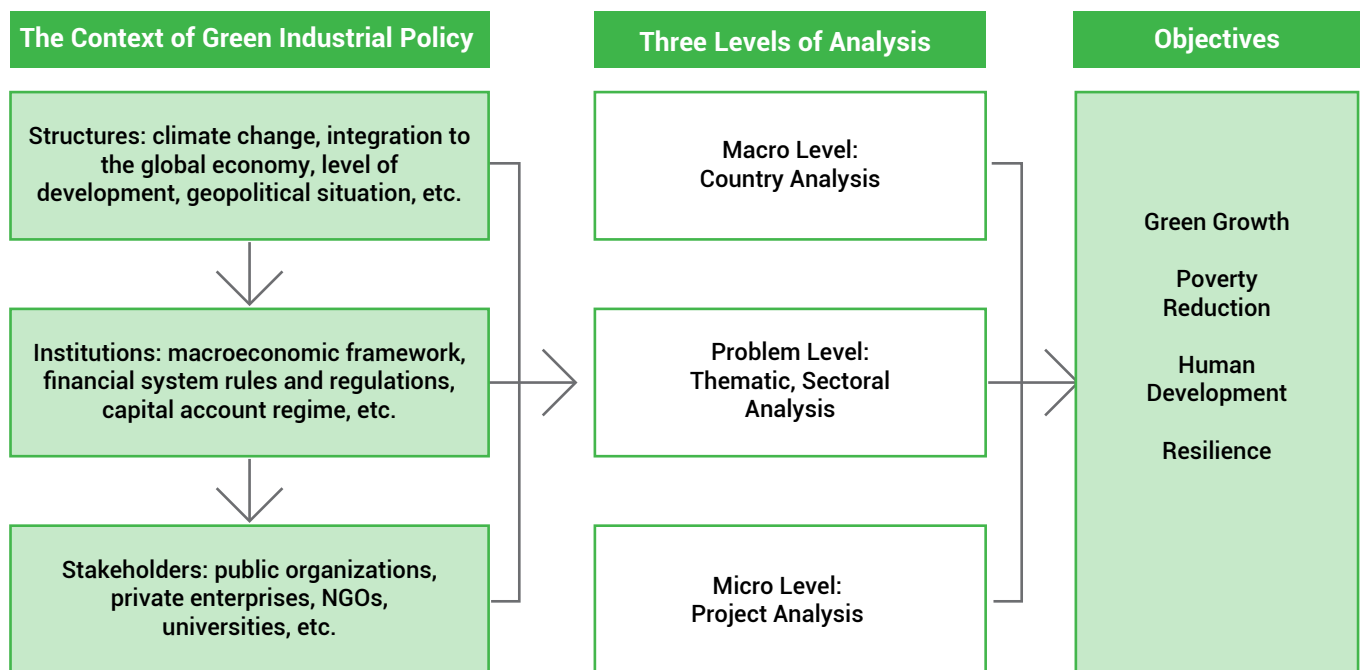 The Context of Green Industrial Policy
Structures: climate change, integration to
the global economy, level of
development, geopolitical situation, etc.
Institutions: macroeconomic framework,
financial system rules and regulations,
capital account regime, etc.
Stakeholders: public organizations,
private enterprises, NGOs,
universities, etc.
Three Levels of Analysis
Macro Level:
Country Analysis
Problem Level:
Thematic, Sectoral
Analysis
Micro Level:
Project Analysis
Objectives
Green Growth
Poverty
Reduction
Human
Development
Resilience